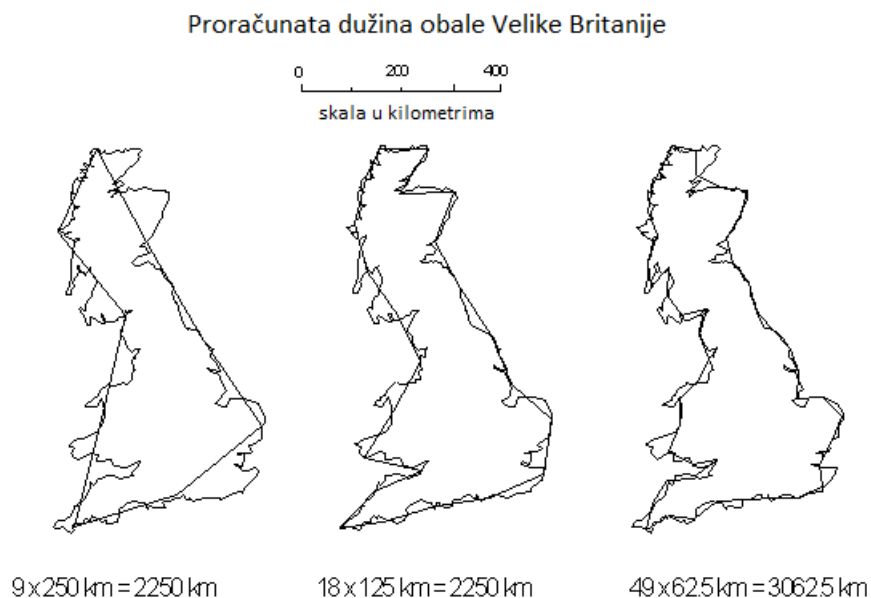 Proračunata dužina obale Velike Britanije
0 200 400
skala u kilometrima
9 x 250 km = 2250 km
18 x 125 km = 2250 km
49 x 62.5 km = 3062.5 km